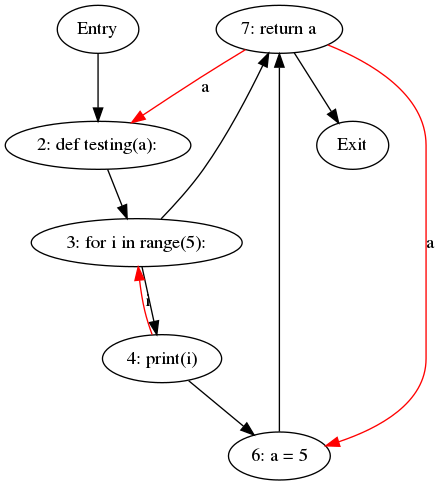 Entry
7: return a
a
2: def testing(a):
Exit
3: for i in range(5):
a
i
4: print(i)
6: a = 5